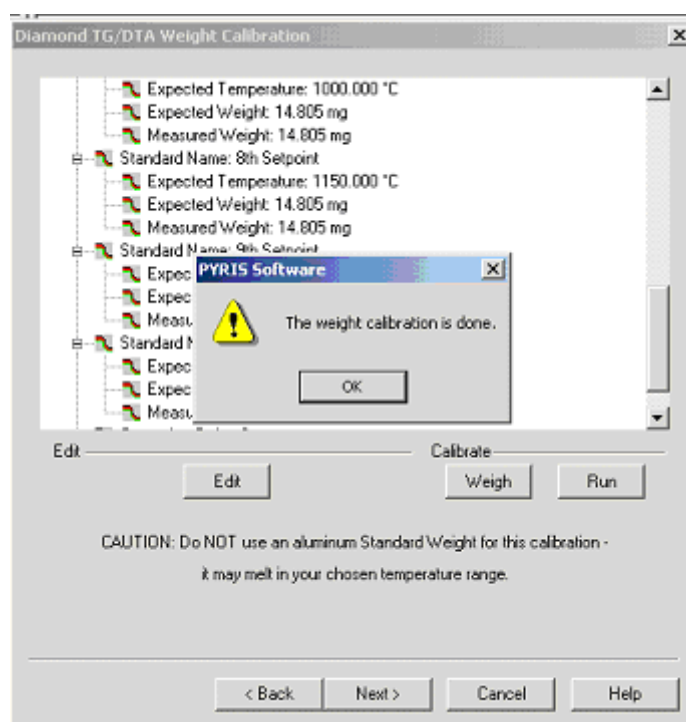 Diamond TG/DTA Weight Calibration
Expected Temperature: 1000.000 °C
Expected Weight: 14.805 mg
Measured Weight: 14.805 mg
Standard Name: 8th Setpoint
Expected Temperature: 1150.000 °C
Expected Weight: 14.805 mg
Measured Weight: 14.805 mg
Standard Name: 9th Setpoint
Expec
Expec
Measu
Standard N
Expec
Expec
Measu
PYRIS Software
The weight calibration is done.
OK
Edit
Calibrate
Edit
Weigh
Run
CAUTION: Do NOT use an aluminum Standard Weight for this calibration -
it may melt in your chosen temperature range.
< Back
Next >
Cancel
Help